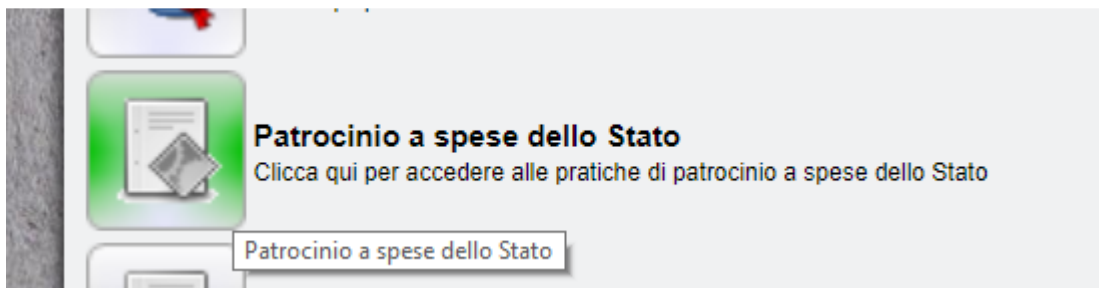 Patrocinio a spese dello Stato
Clicca qui per accedere alle pratiche di patrocinio a spese dello Stato
Patrocinio a spese dello Stato